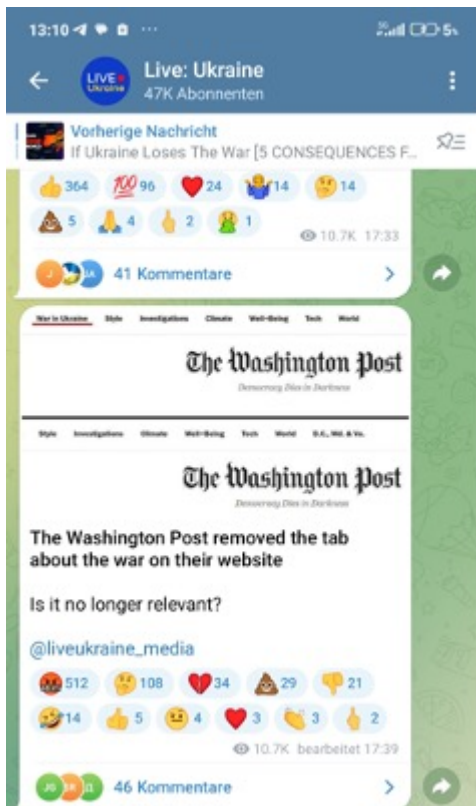 13:10
LIVE
Ukraine
Live: Ukraine
47K Abonnenten
Vorherige Nachricht
If Ukraine Loses The War [5 CONSEQUENCES F...
364 96 24 14 14
5 4 2 1
10.7K 17:33
41 Kommentare
War in Ukraine Style Investigations Climate Well-Being Tech World
The Washington Post
Democracy Dies in Darkness
Style Investigations Climate Well-Being Tech World D.C., Md. & Va.
The Washington Post
Democracy Dies in Darkness
The Washington Post removed the tab
about the war on their website
Is it no longer relevant?
@liveukraine_media
512 108 34 29 21
14 5 4 3 3 2
10.7K bearbeitet 17:39
46 Kommentare